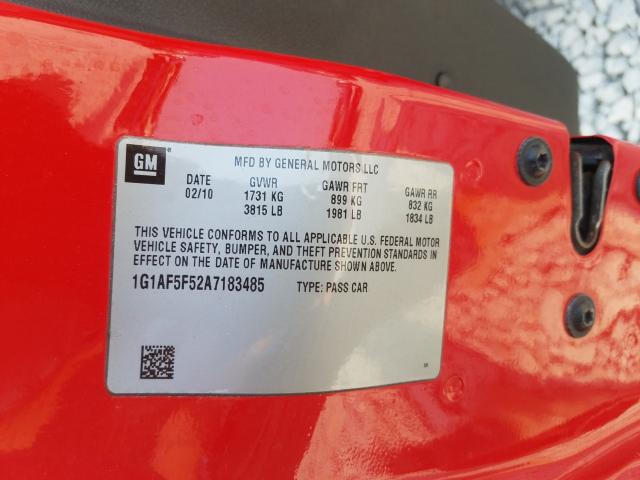 GM
MFD BY GENERAL MOTORS LLC
DATE GVWR GAWR FRT GAWR RR
02/10 1731 KG 899 KG 832 KG
3815 LB 1981 LB 1834 LB
THIS VEHICLE CONFORMS TO ALL APPLICABLE U.S. FEDERAL MOTOR
VEHICLE SAFETY, BUMPER, AND THEFT PREVENTION STANDARDS IN
EFFECT ON THE DATE OF MANUFACTURE SHOWN ABOVE.
1G1AF5F52A7183485 TYPE: PASS CAR